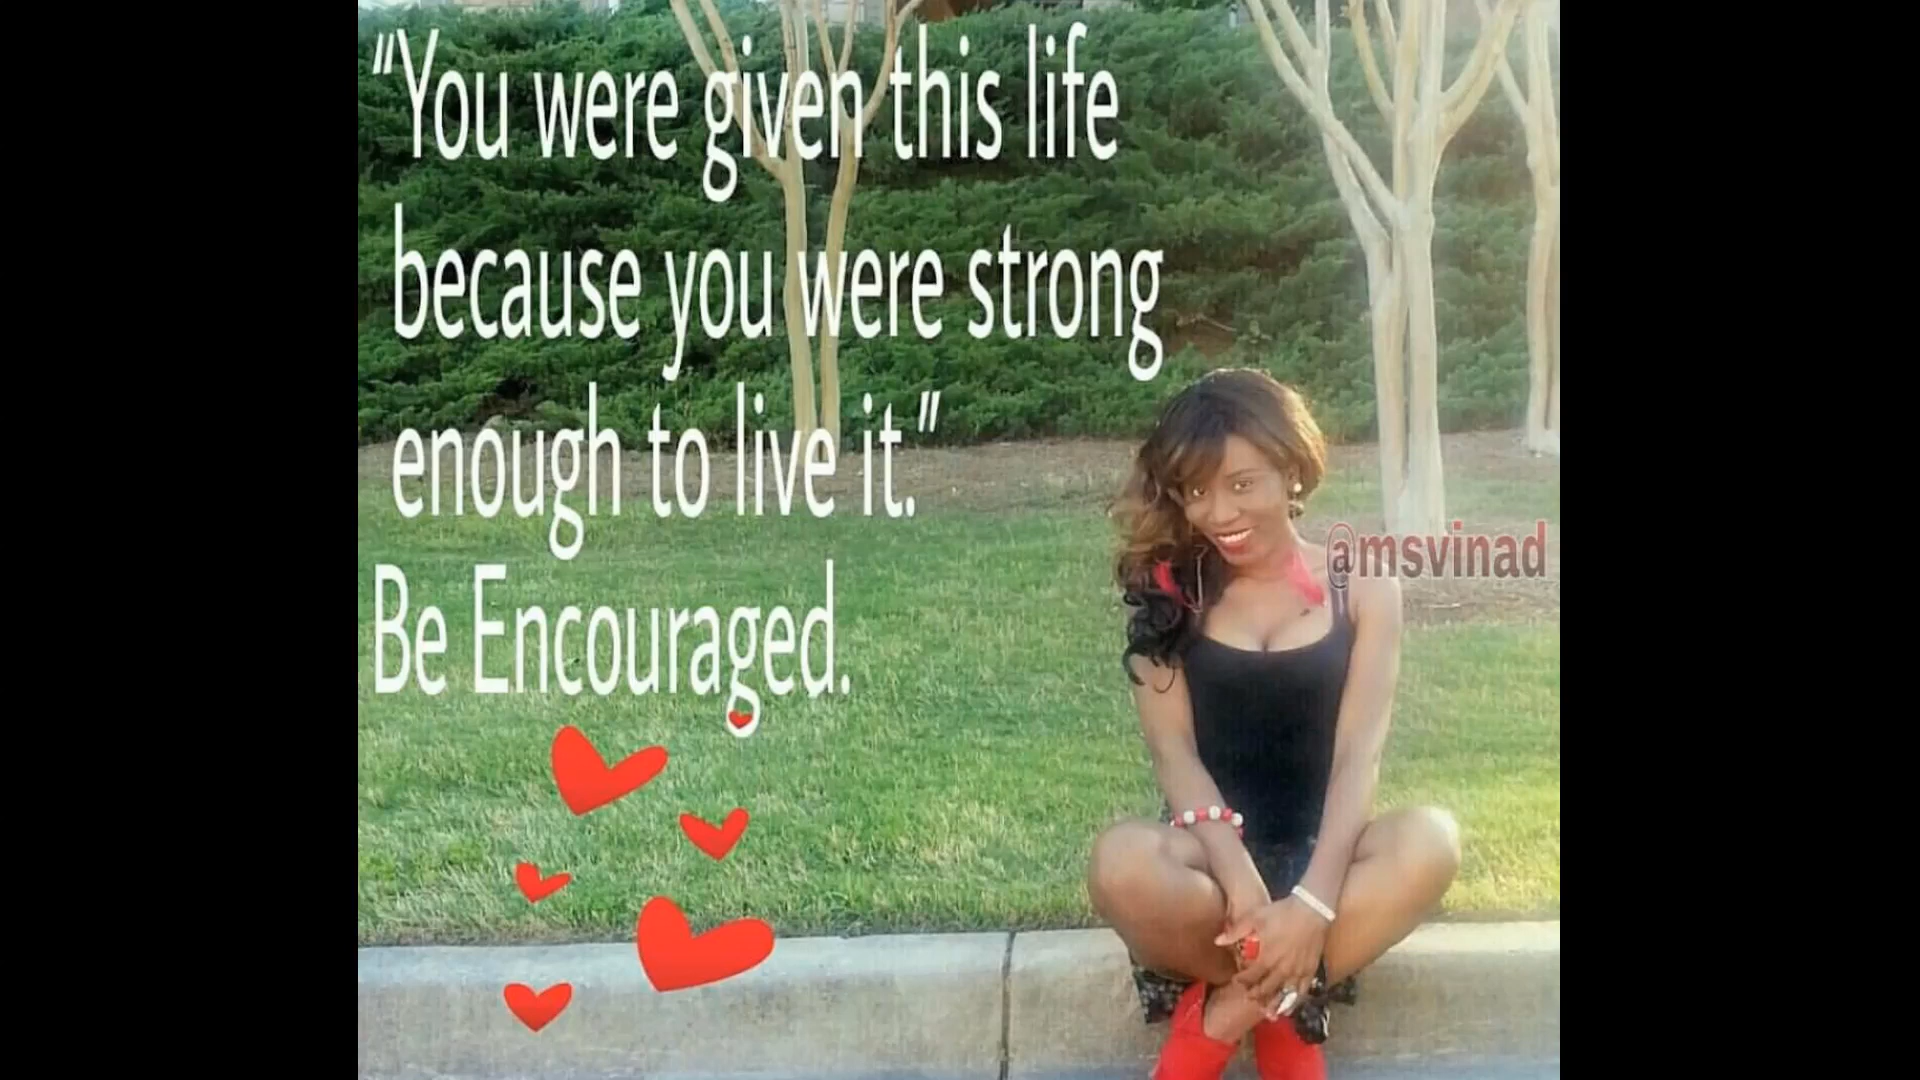 “You were given this life
because you were strong
enough to live it.”
Be Encouraged.
@msvinad